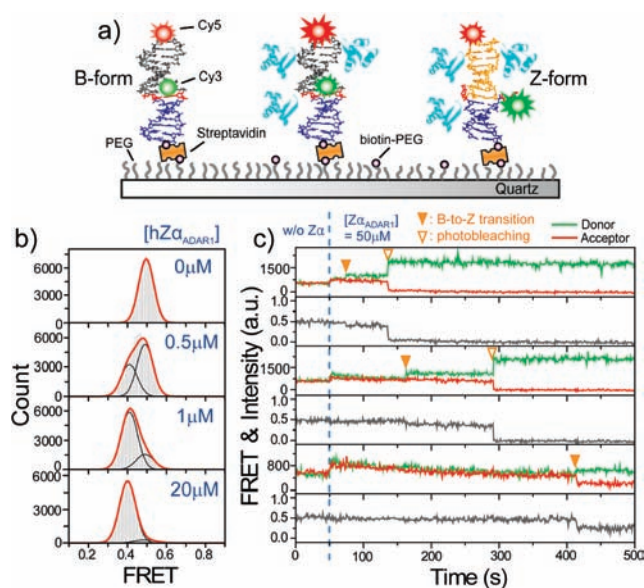 a)
Cy5
B-form
Cy3
Z-form
Streptavidin
biotin-PEG
PEG
Quartz
b) [hZα ADAR1]
0μM
0.5μM
1μM
20μM
6000
3000
0
6000
3000
0
6000
3000
0
6000
3000
0
Count
0.2 0.4 0.6 0.8
FRET
c)
w/o Zα
[Zα ADAR1]
= 50μM
: B-to-Z transition
: photobleaching
Donor
Acceptor
1500
0
1.0
0.5
0.0
1500
0
1.0
0.5
0.0
800
0
1.0
0.5
0.0
FRET & Intensity (a.u.)
0 100 200 300 400 500
Time (s)